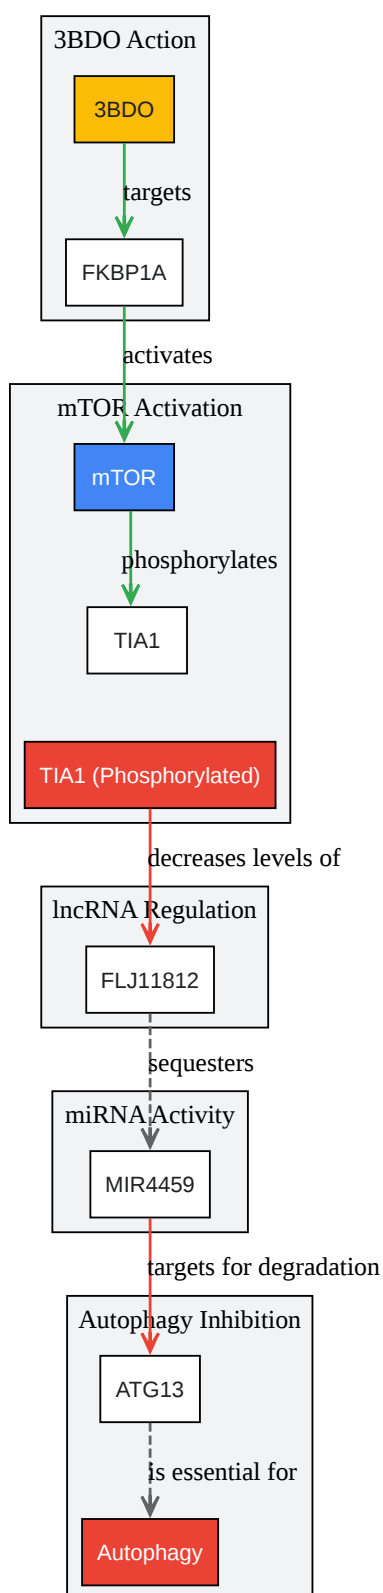 3BDO Action
3BDO
targets
FKBP1A
activates
mTOR Activation
mTOR
phosphorylates
TIA1
TIA1 (Phosphorylated)
decreases levels of
lncRNA Regulation
FLJ11812
sequesters
miRNA Activity
MIR4459
targets for degradation
Autophagy Inhibition
ATG13
is essential for
Autophagy